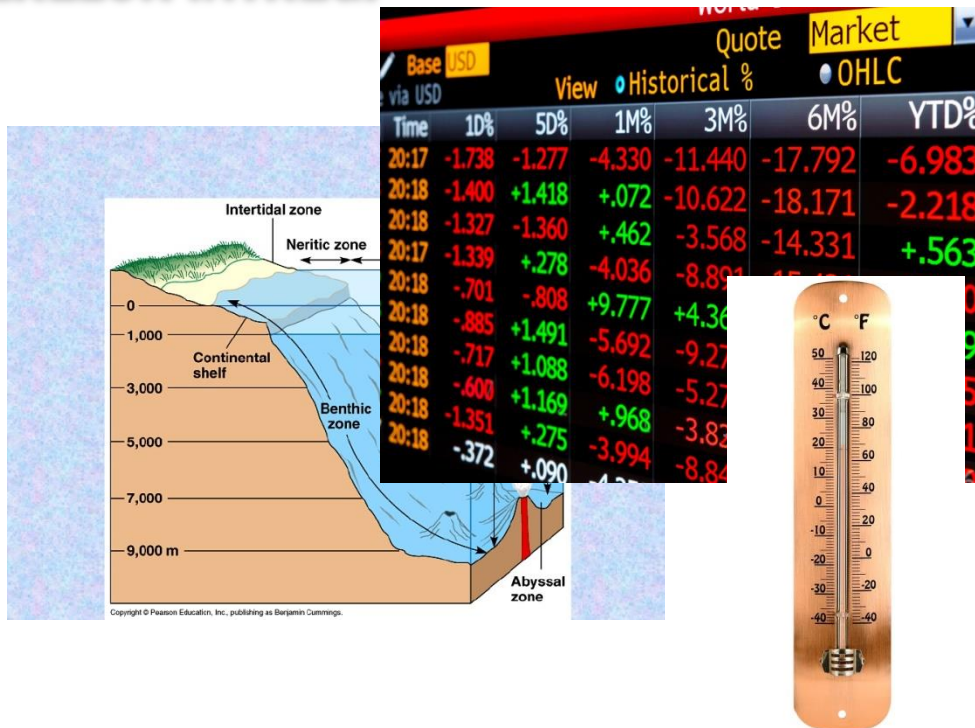 Base USD
via USD
Quote Market
View Historical % OHLC
Time 1D% 5D% 1M% 3M% 6M% YTD%
20:17 -1.738 -1.277 -4.330 -11.440 -17.792 -6.983
20:18 -1.400 +1.418 +.072 -10.622 -18.171 -2.218
20:18 -1.327 -1.360 +.462 -3.568 -14.331 +.563
20:17 -1.339 +.278 -4.036
20:18 -.701 -.808 +9.777
20:18 -.885 +1.491 -5.692
20:18 -.717 +1.088 -6.198
20:18 -.600 +1.169 +.968
20:18 -1.351 +.275 -3.994
20:18 -.372 +.090
Intertidal zone
Neritic zone
0
1,000
Continental
shelf
3,000
Benthic
zone
5,000
7,000
9,000 m
Abyssal
zone
Copyright © Pearson Education, Inc., publishing as Benjamin Cummings.
°C °F
50 120
40 100
30 80
20 60
10 40
0 20
-10 0
-20 -20
-30 -40
-40